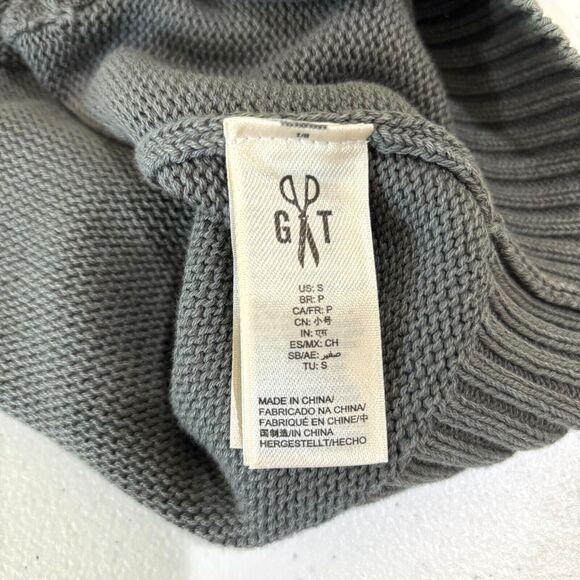 G T
US: S
BR: P
CA/FR: P
CN: 小号
IN: एस
ES/MX: CH
SB/AE: صغير
TU: S
MADE IN CHINA/
FABRICADO NA CHINA/
FABRIQUÉ EN CHINE/中
国制造/IN CHINA
HERGESTELLT/HECHO